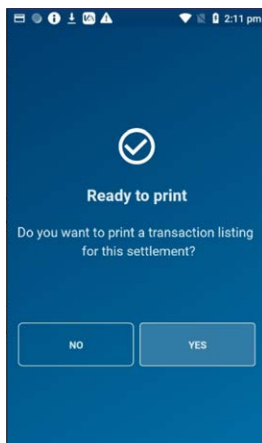 2:11 pm
Ready to print
Do you want to print a transaction listing
for this settlement?
NO
YES